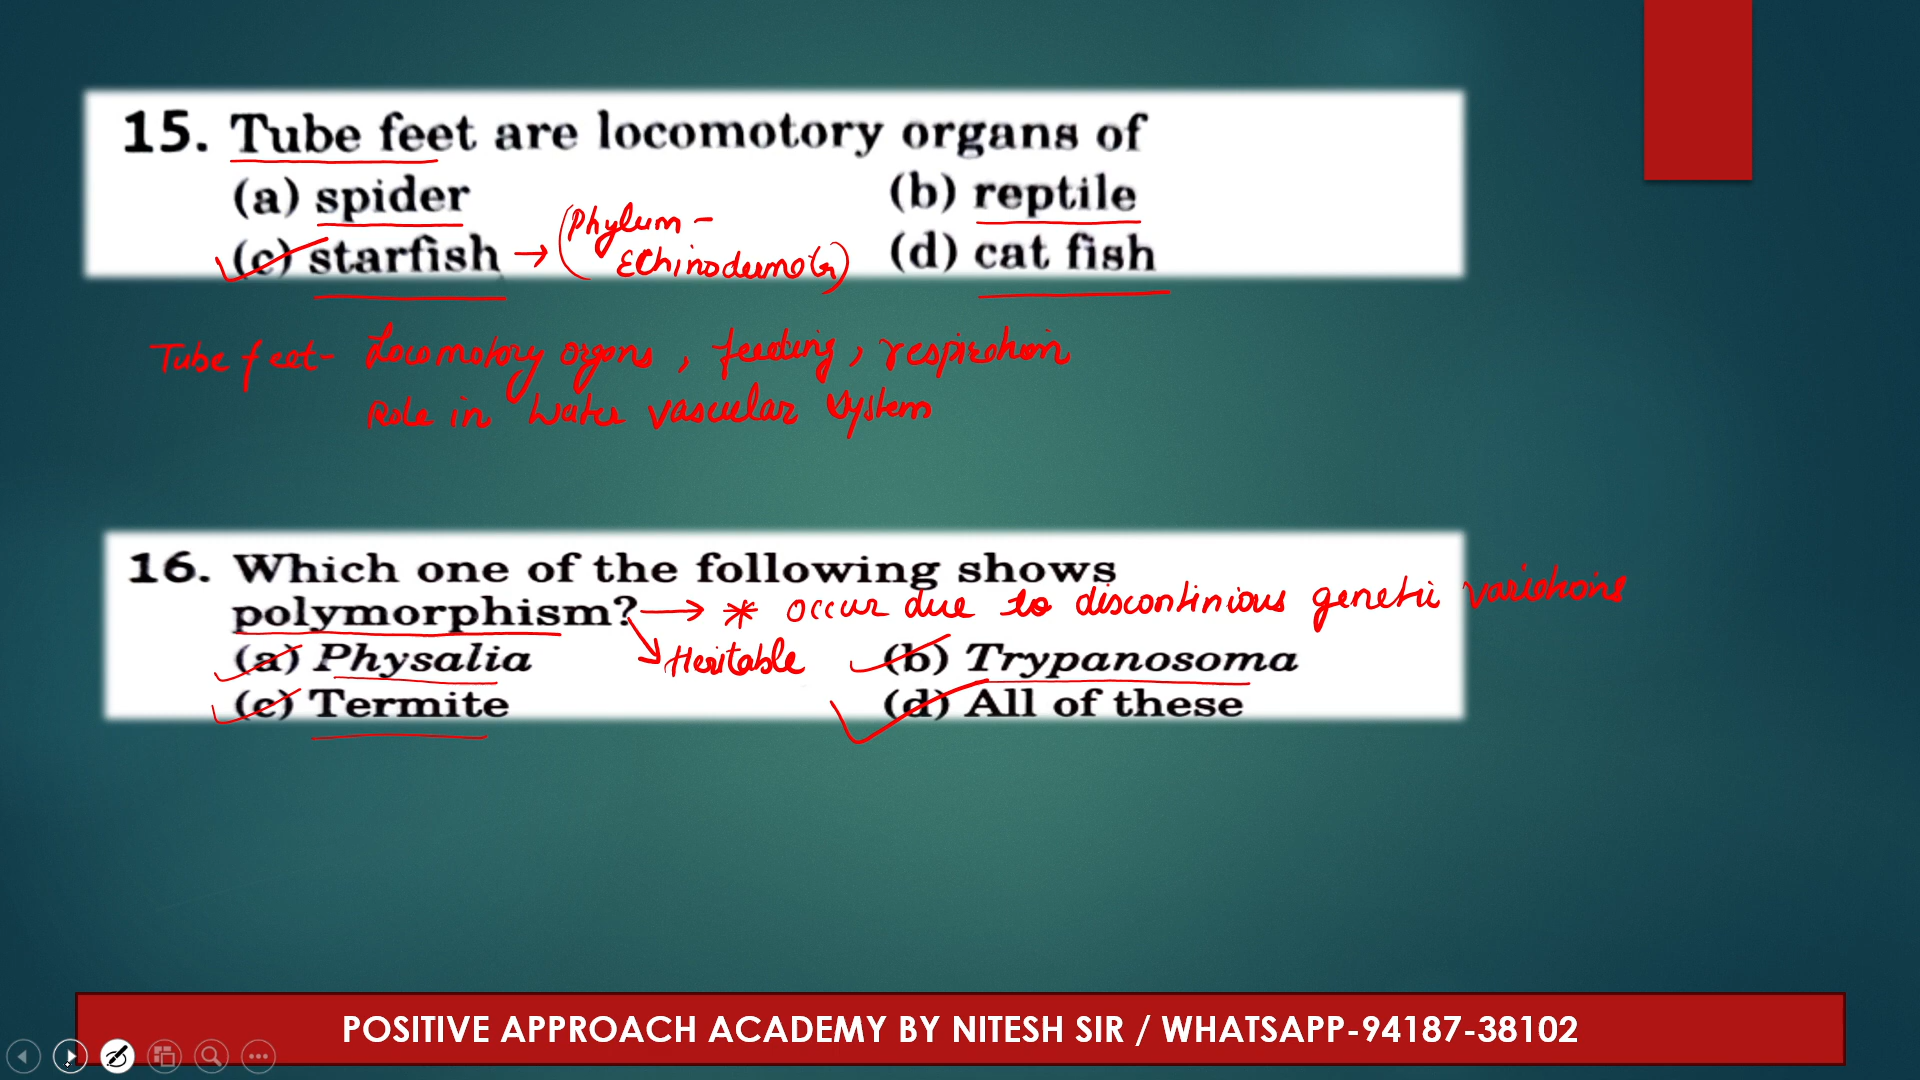 15. Tube feet are locomotory organs of
(a) spider (b) reptile
(c) starfish → (Phylum - (d) cat fish
Echinodermota)
Tube feet- Locomotory organs, feeding, respiration
Role in water vascular system
16. Which one of the following shows
polymorphism? → * occur due to discontinious genetic variations
(a) Physalia Heritable (b) Trypanosoma
(c) Termite (d) All of these
POSITIVE APPROACH ACADEMY BY NITESH SIR / WHATSAPP-94187-38102